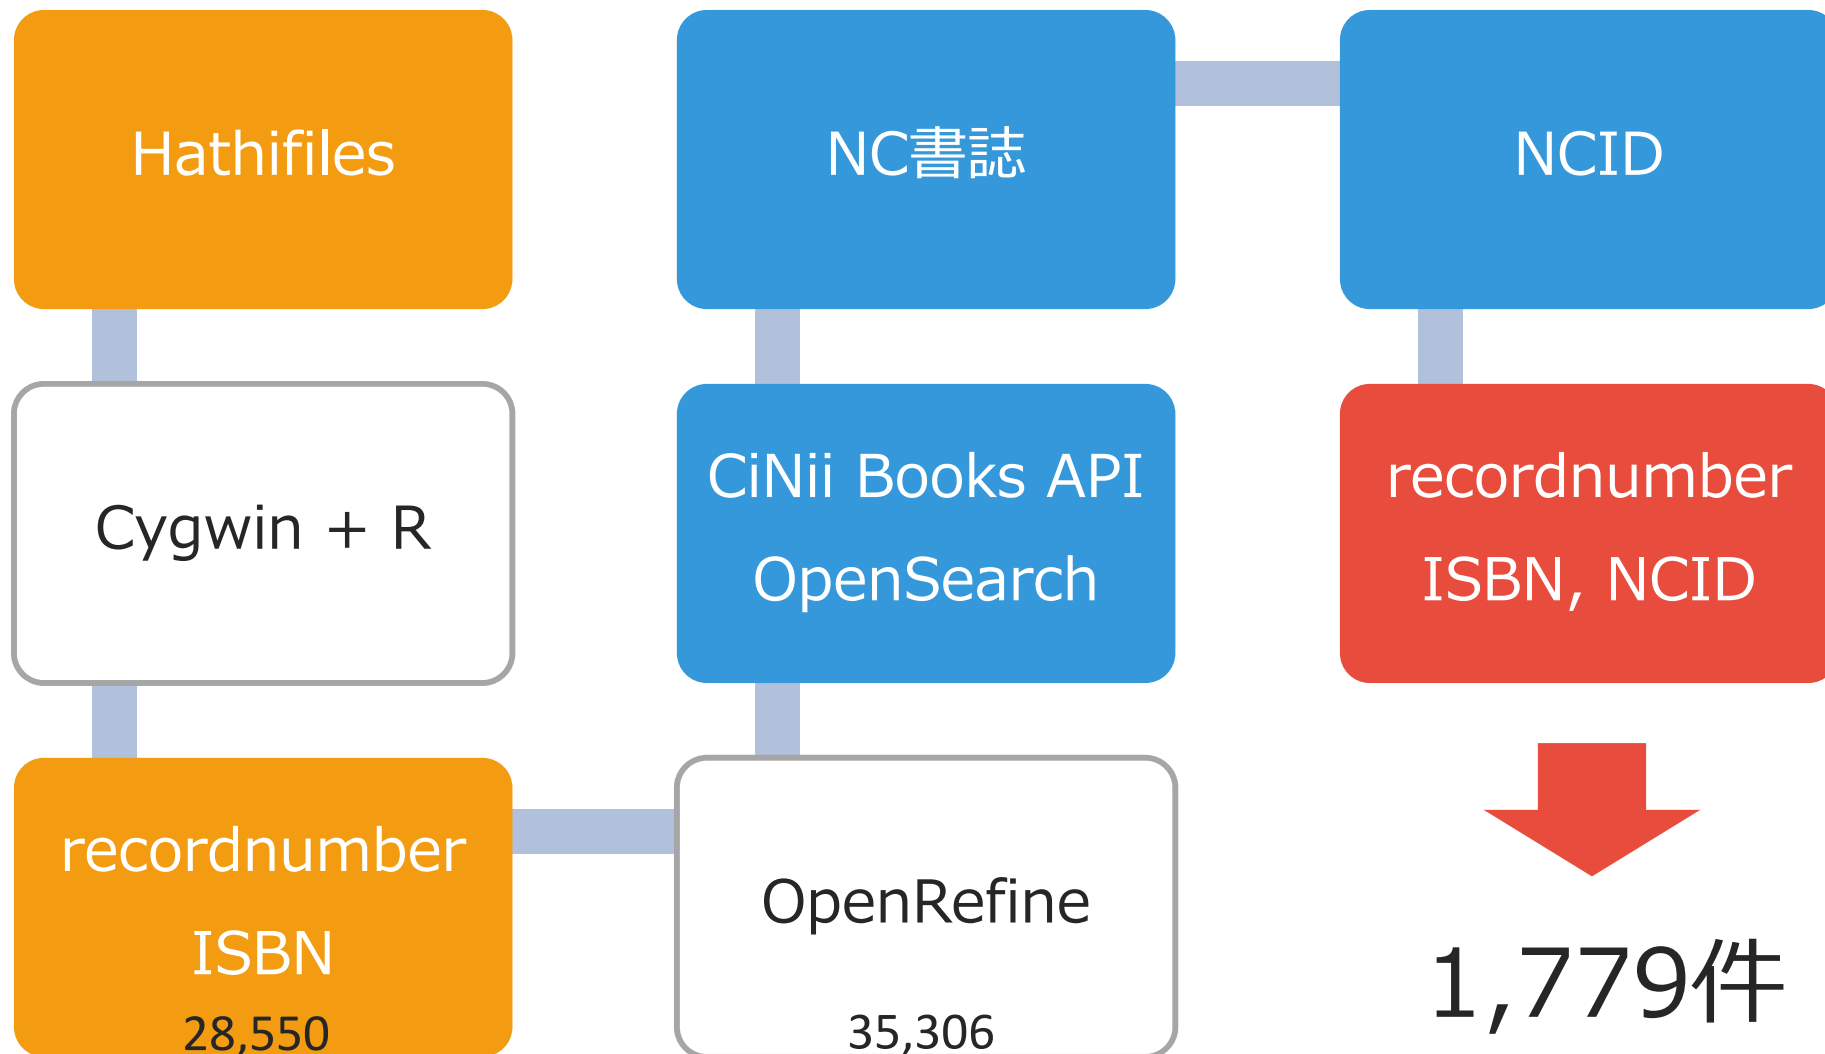 Hathifiles
Cygwin + R
recordnumber
ISBN
28,550
OpenRefine
35,306
CiNii Books API
OpenSearch
NC書誌
NCID
recordnumber
ISBN, NCID
1,779件